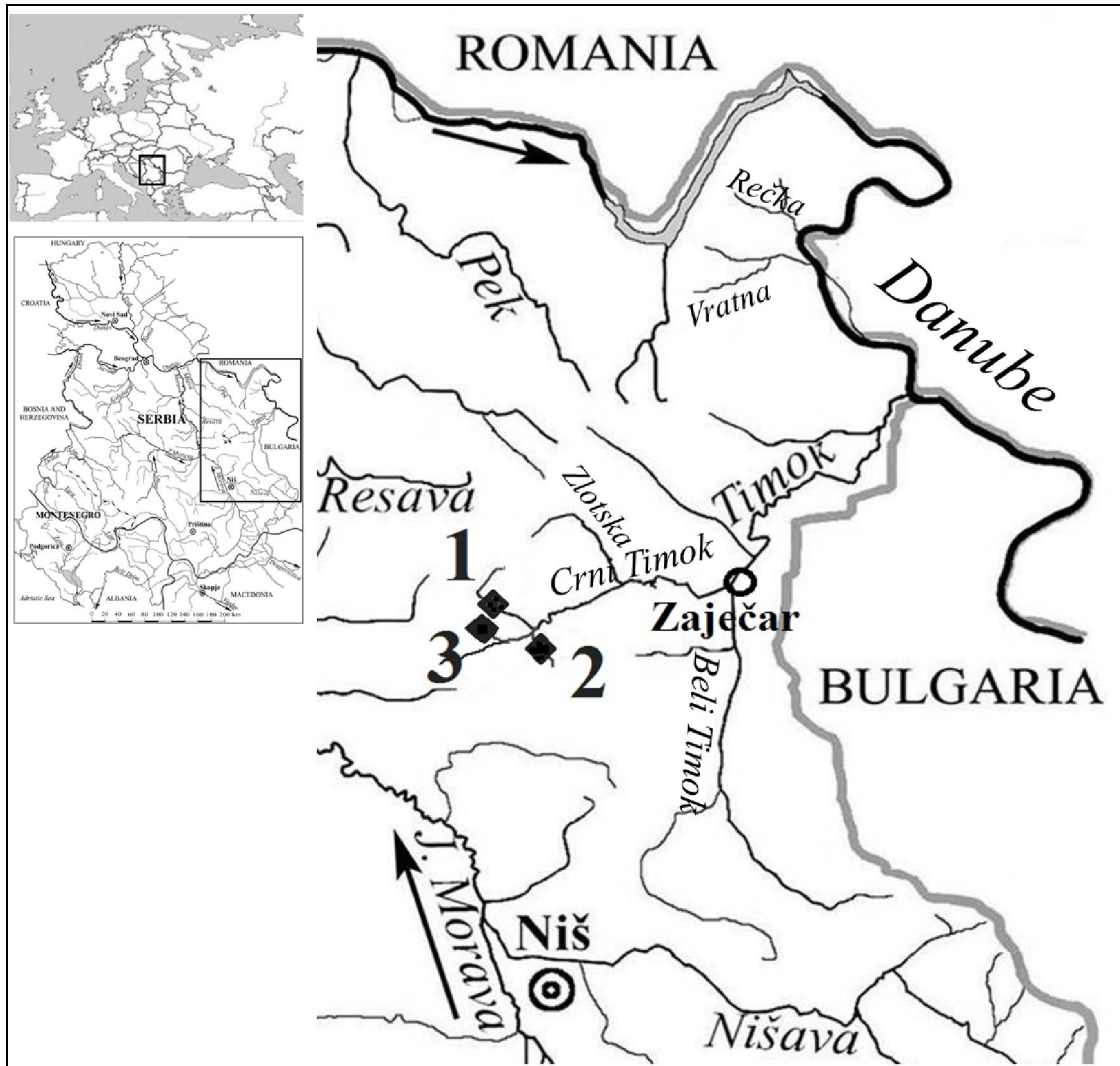 ROMANIA
Rečka
Pek
Vratna
Danube
Resava
Zlotska
Timok
1
Crni Timok
Zaječar
3
2
Beli Timok
BULGARIA
J. Morava
Niš
Nišava
HUNGARY
CROATIA
Novi Sad
Beograd
ROMANIA
BOSNIA AND
HERZEGOVINA
SERBIA
BULGARIA
Niš
MONTENEGRO
Priština
Podgorica
Skopje
Adriatic Sea
ALBANIA
MACEDONIA
0 20 40 60 80 100 120 140 160 180 200 km